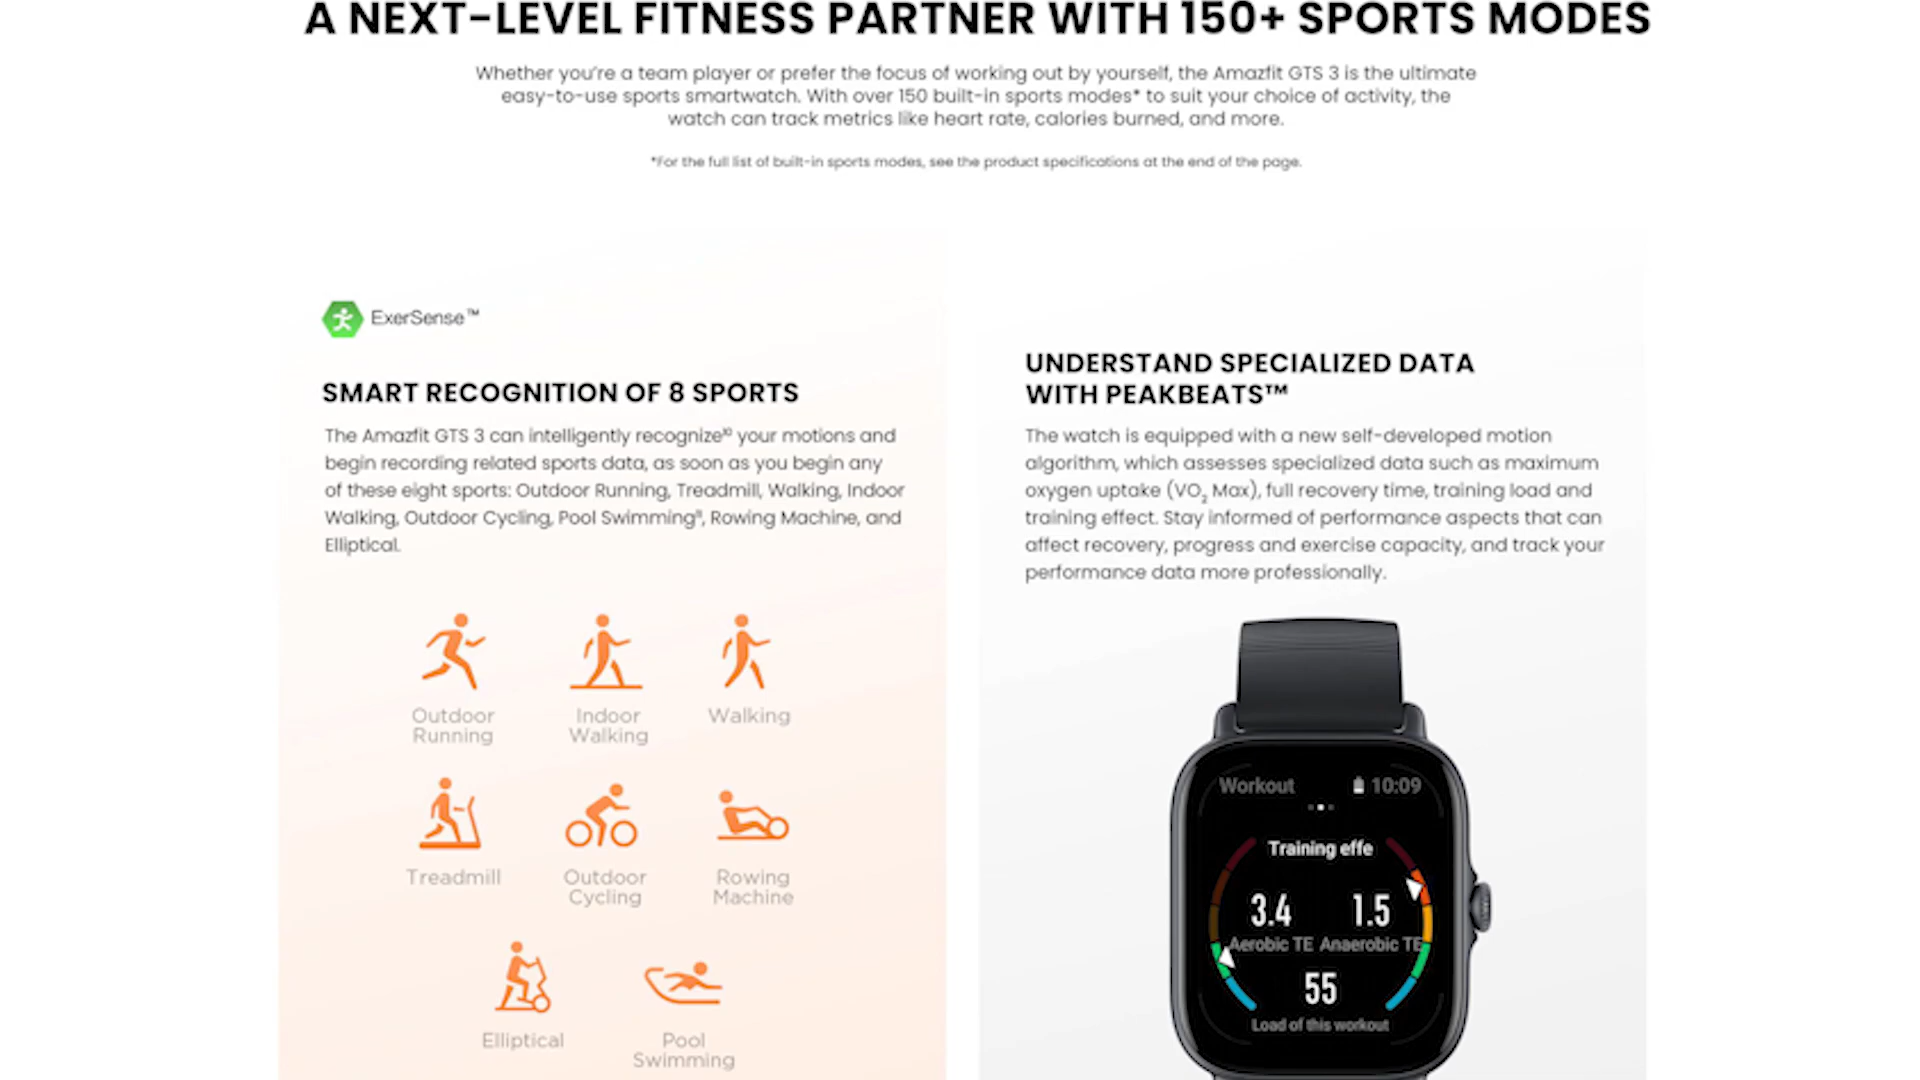 A NEXT-LEVEL FITNESS PARTNER WITH 150+ SPORTS MODES
Whether you're a team player or prefer the focus of working out by yourself, the Amazfit GTS 3 is the ultimate
easy-to-use sports smartwatch. With over 150 built-in sports modes* to suit your choice of activity, the
watch can track metrics like heart rate, calories burned, and more.
*For the full list of built-in sports modes, see the product specifications at the end of the page.
ExerSense™
SMART RECOGNITION OF 8 SPORTS
The Amazfit GTS 3 can intelligently recognize¹⁰ your motions and
begin recording related sports data, as soon as you begin any
of these eight sports: Outdoor Running, Treadmill, Walking, Indoor
Walking, Outdoor Cycling, Pool Swimming, Rowing Machine, and
Elliptical.
Outdoor
Running
Indoor
Walking
Walking
Treadmill
Outdoor
Cycling
Rowing
Machine
Elliptical
Pool
Swimming
UNDERSTAND SPECIALIZED DATA
WITH PEAKBEATS™
The watch is equipped with a new self-developed motion
algorithm, which assesses specialized data such as maximum
oxygen uptake (VO₂ Max), full recovery time, training load and
training effect. Stay informed of performance aspects that can
affect recovery, progress and exercise capacity, and track your
performance data more professionally.
Workout 10:09
Training effe
3.4 1.5
Aerobic TE Anaerobic TE
55
Load of this workout